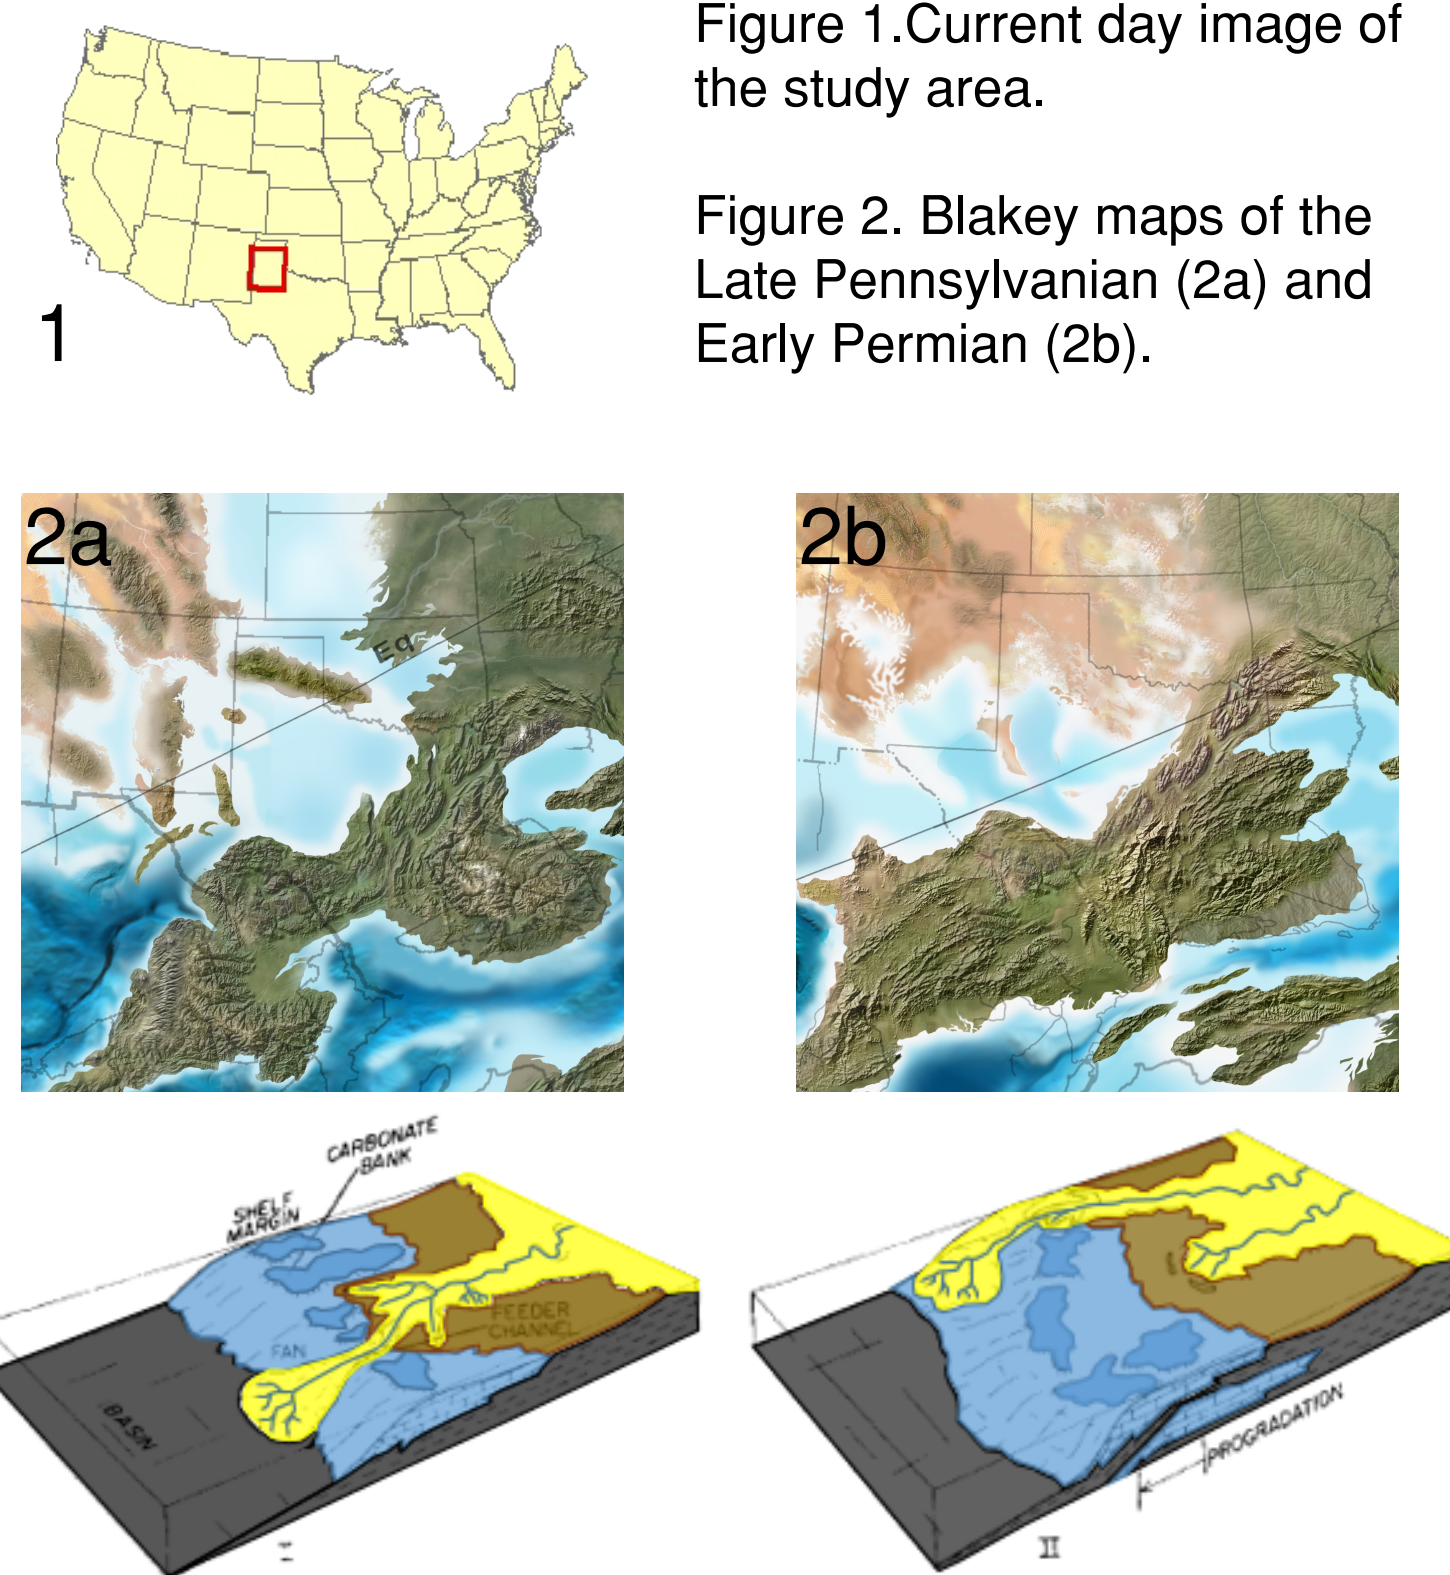 Figure 1.Current day image of
the study area.
Figure 2. Blakey maps of the
Late Pennsylvanian (2a) and
Early Permian (2b).
1
2a
Eq
2b
CARBONATE
BANK
SHELF
MARGIN
FEEDER
CHANNEL
FAN
BASIN
I
PROGRADATION
II